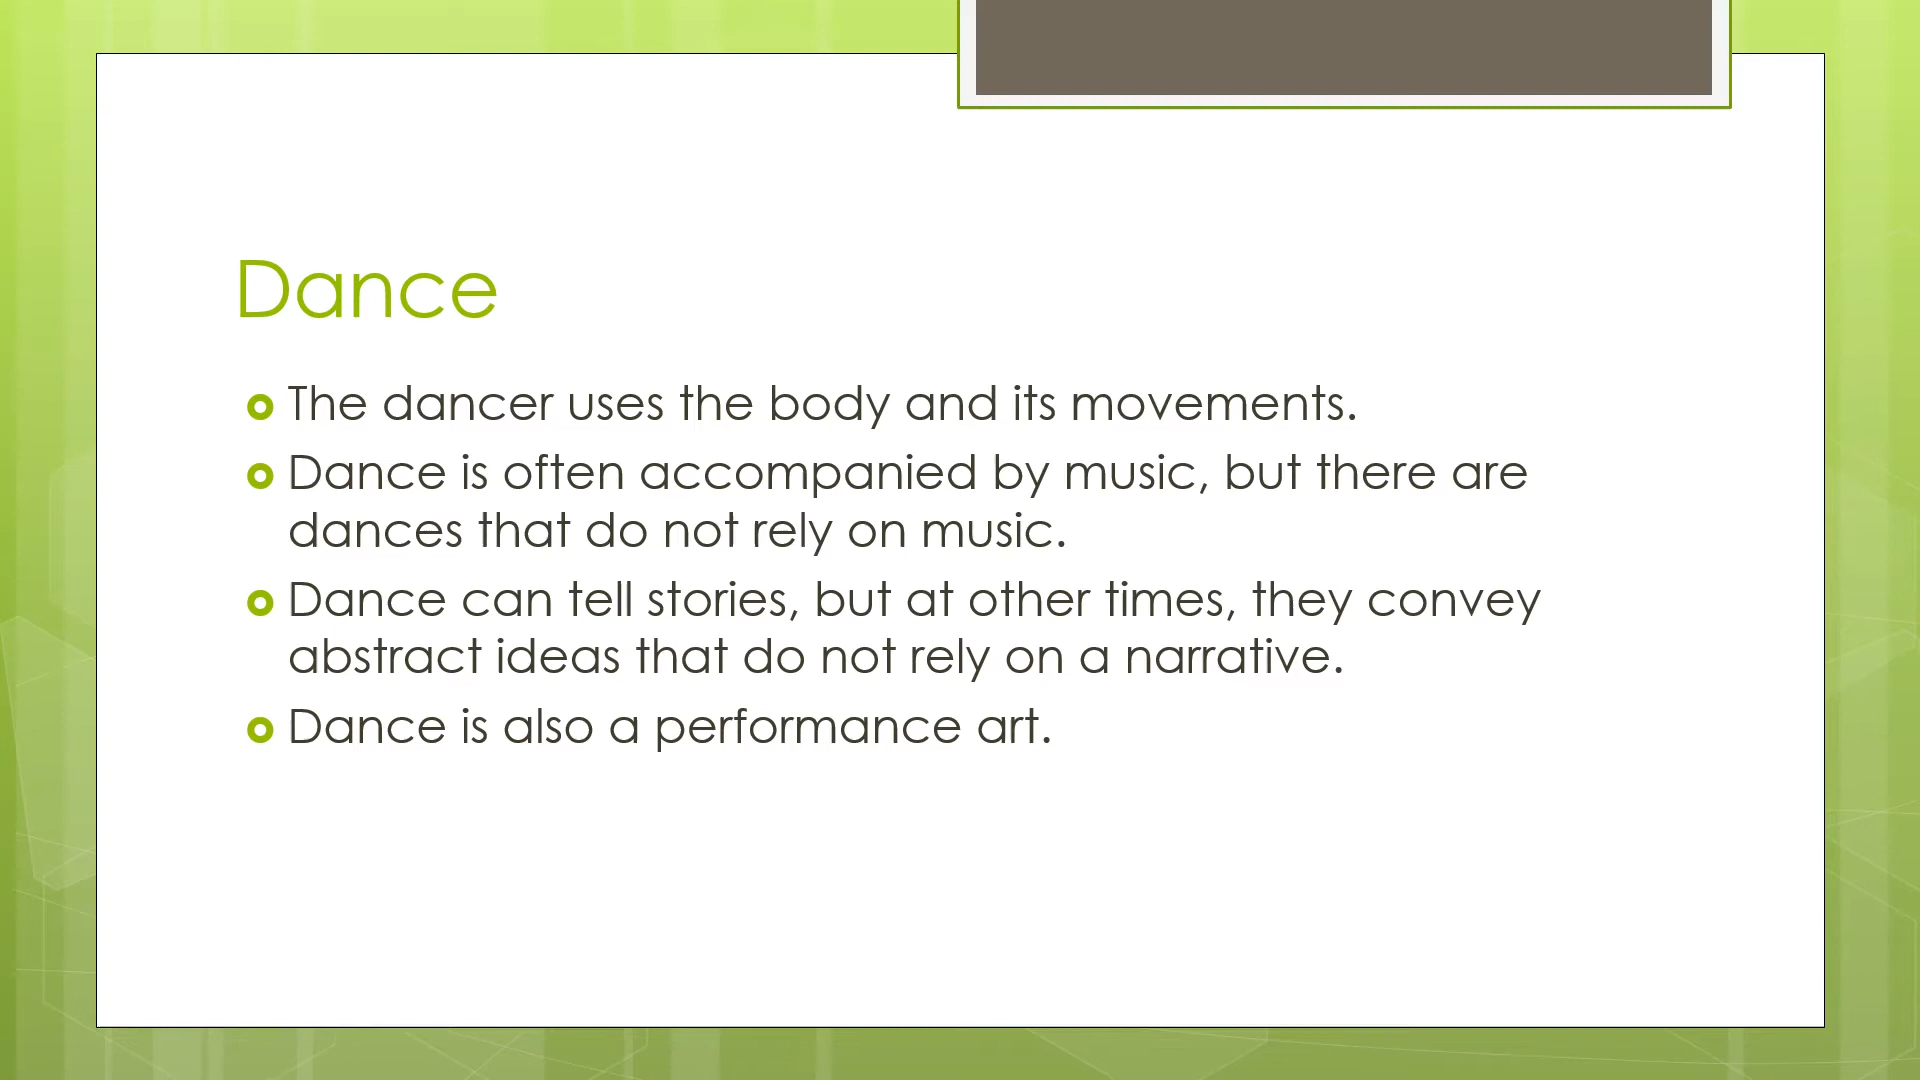 Dance
The dancer uses the body and its movements.
Dance is often accompanied by music, but there are
dances that do not rely on music.
Dance can tell stories, but at other times, they convey
abstract ideas that do not rely on a narrative.
Dance is also a performance art.